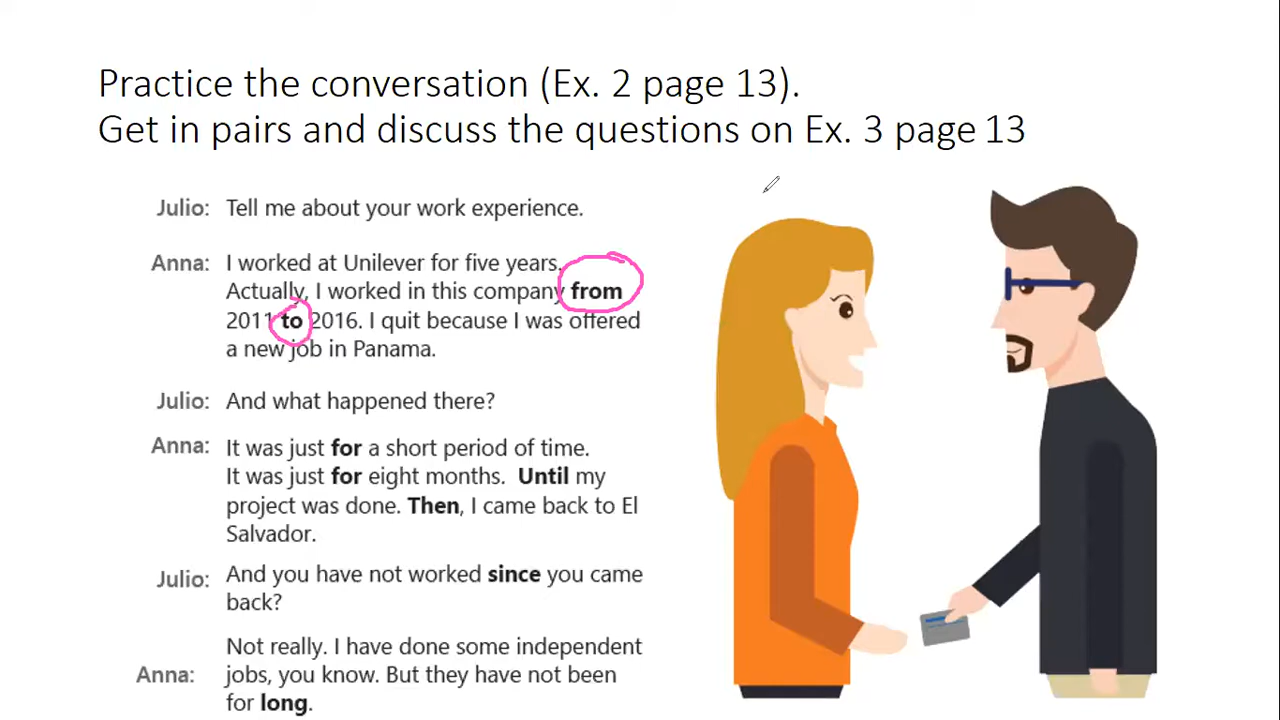 Practice the conversation (Ex. 2 page 13).
Get in pairs and discuss the questions on Ex. 3 page 13
Julio: Tell me about your work experience.
Anna: I worked at Unilever for five years.
Actually, I worked in this company from
2011 to 2016. I quit because I was offered
a new job in Panama.
Julio: And what happened there?
Anna: It was just for a short period of time.
It was just for eight months. Until my
project was done. Then, I came back to El
Salvador.
Julio: And you have not worked since you came
back?
Not really. I have done some independent
Anna: jobs, you know. But they have not been
for long.